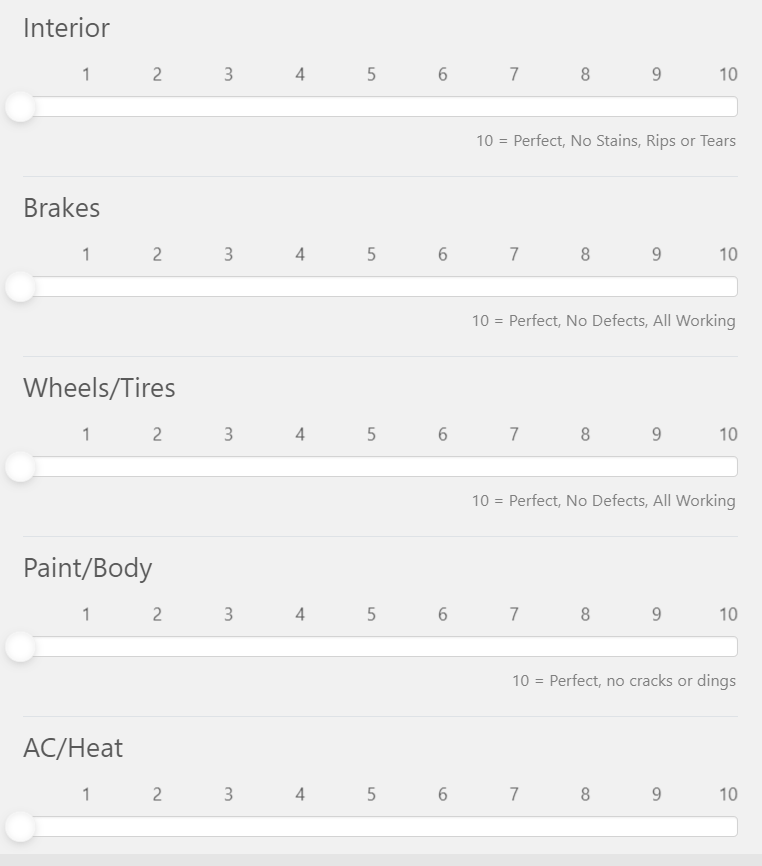 Interior
1 2 3 4 5 6 7 8 9 10
10 = Perfect, No Stains, Rips or Tears
Brakes
1 2 3 4 5 6 7 8 9 10
10 = Perfect, No Defects, All Working
Wheels/Tires
1 2 3 4 5 6 7 8 9 10
10 = Perfect, No Defects, All Working
Paint/Body
1 2 3 4 5 6 7 8 9 10
10 = Perfect, no cracks or dings
AC/Heat
1 2 3 4 5 6 7 8 9 10